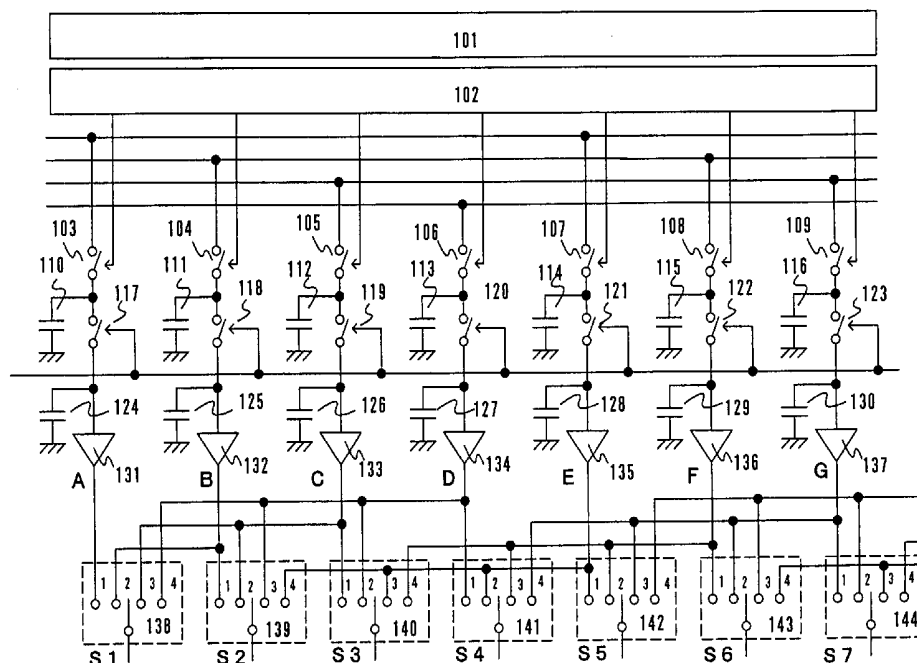 101
102
103 104 105 106 107 108 109
110 111 112 113 114 115 116
117 118 119 120 121 122 123
124 125 126 127 128 129 130
131 132 133 134 135 136 137
A B C D E F G
1 2 3 4 1 2 3 4 1 2 3 4 1 2 3 4 1 2 3 4 1 2 3 4 1 2 3 4
138 139 140 141 142 143 144
S1 S2 S3 S4 S5 S6 S7